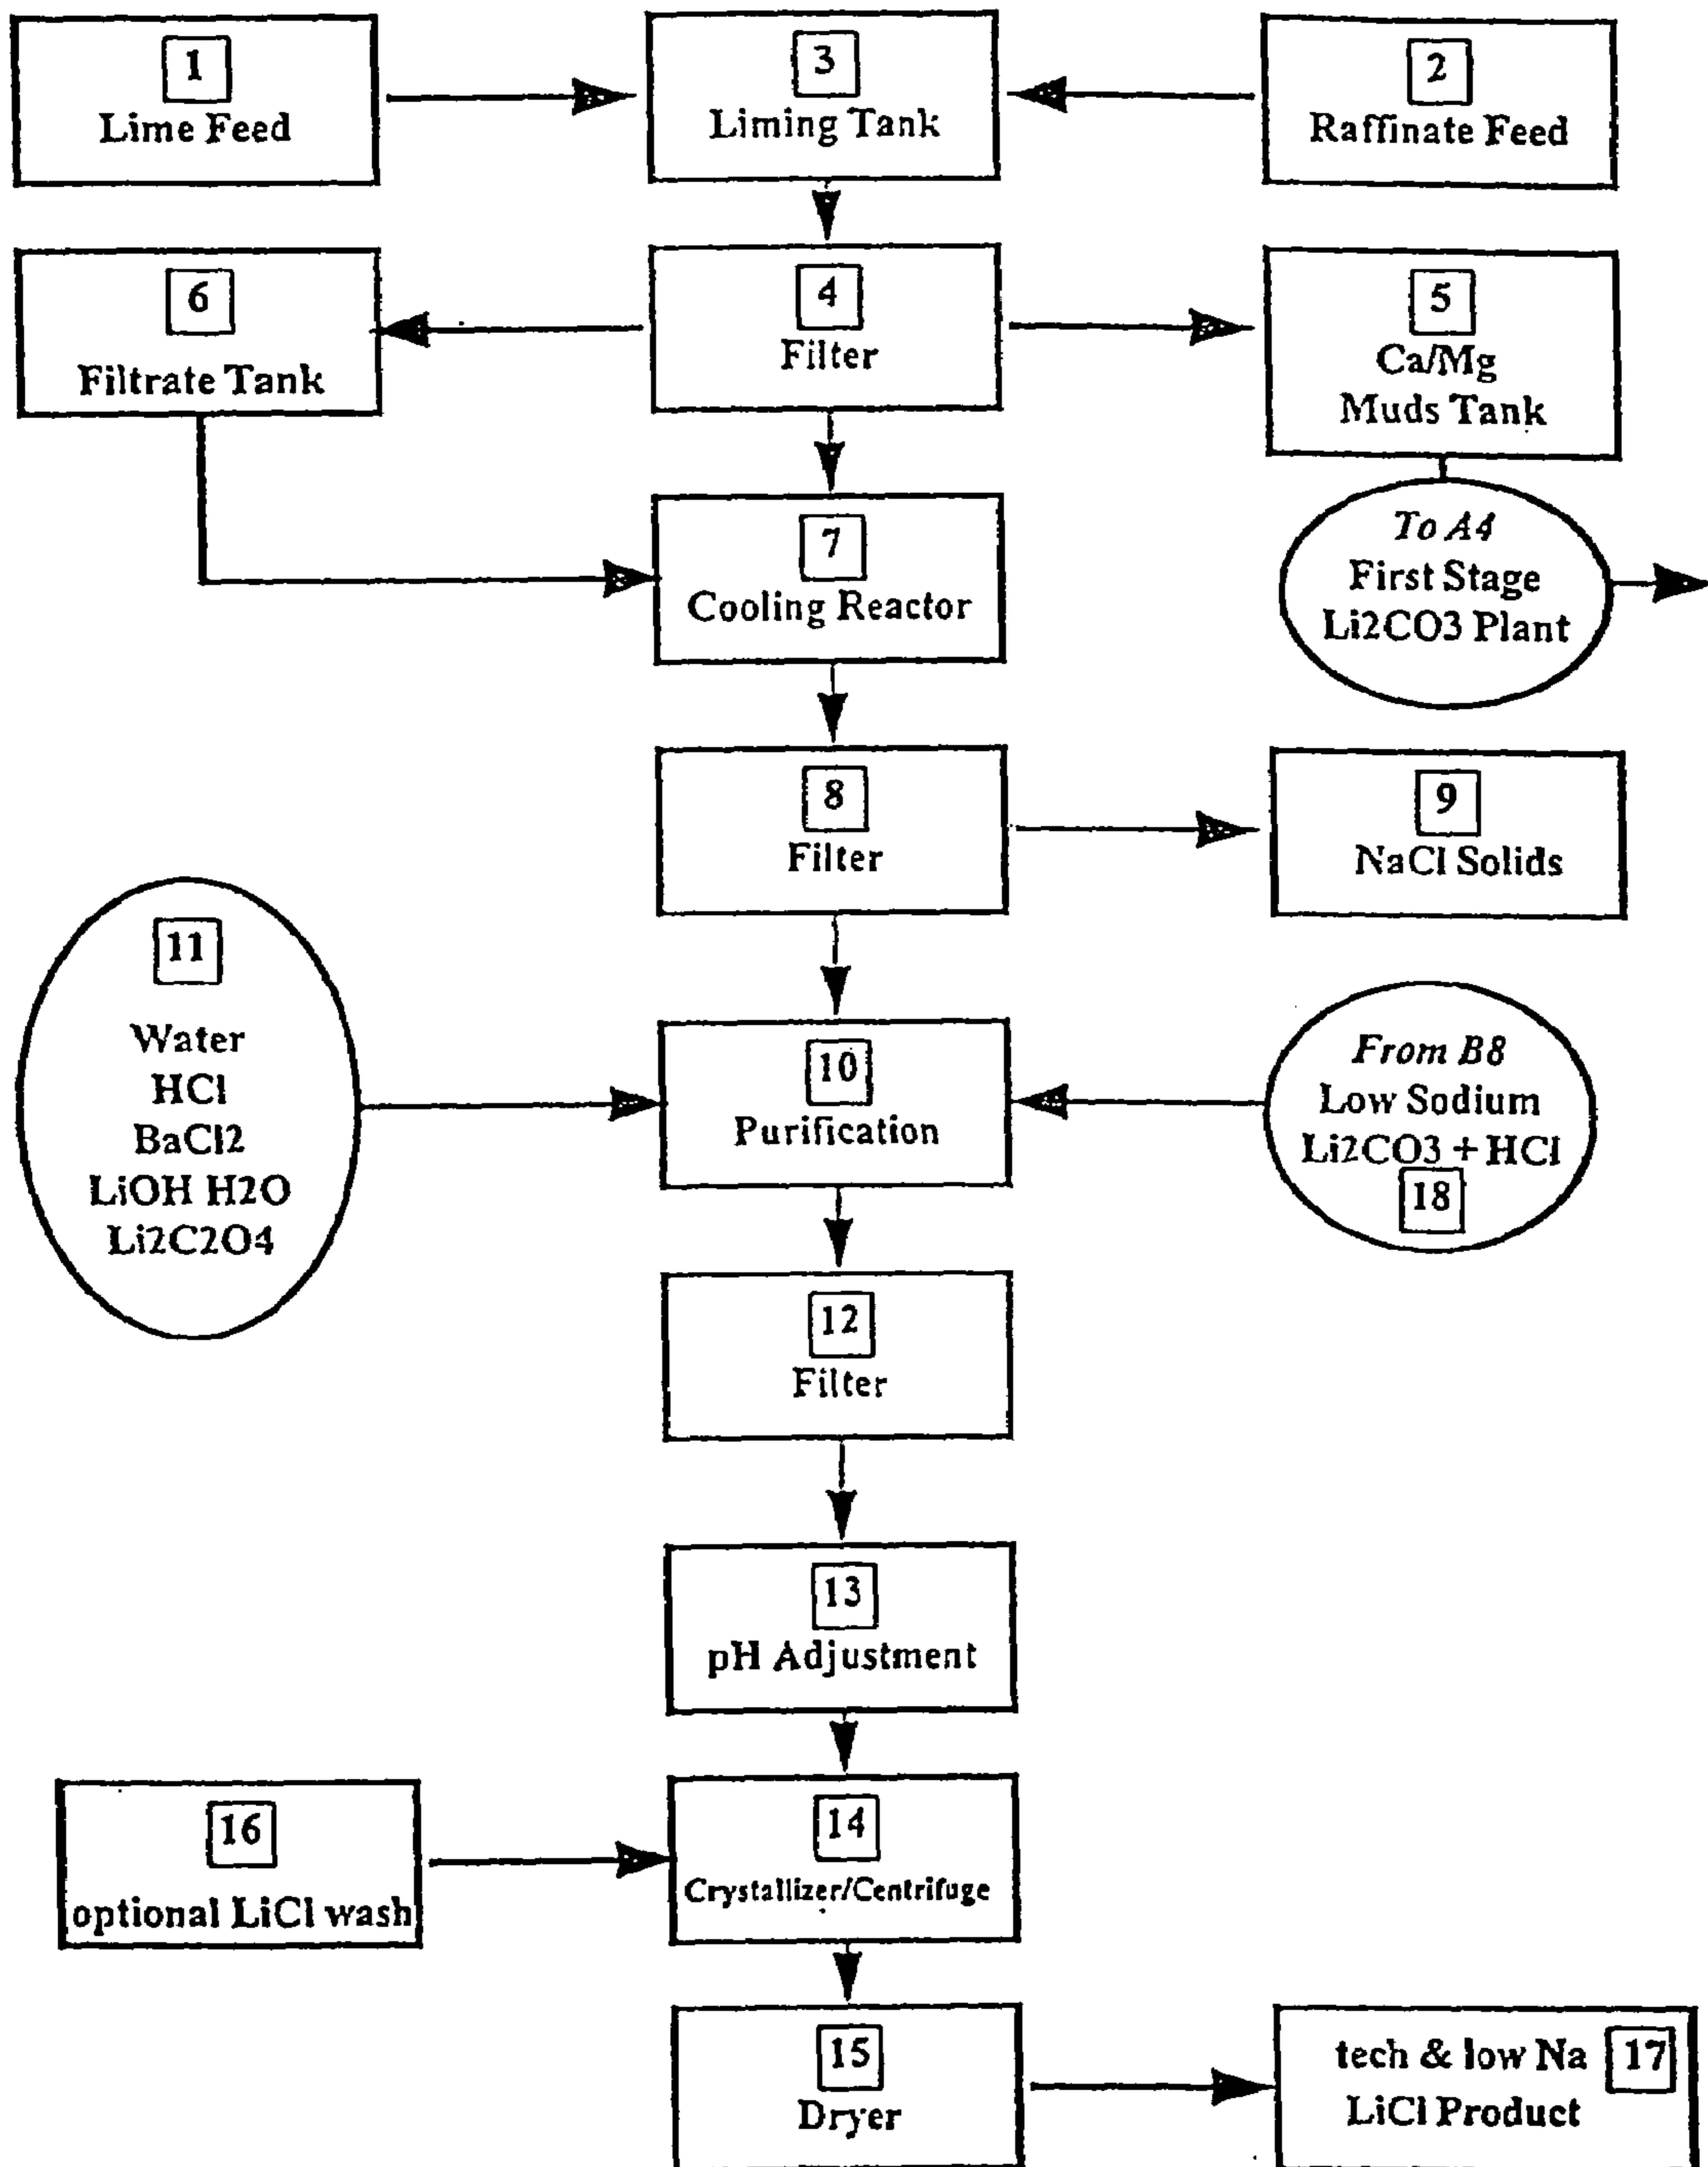 1
Lime Feed
3
Liming Tank
2
Raffinate Feed
6
Filtrate Tank
4
Filter
5
Ca/Mg
Muds Tank
7
Cooling Reactor
To A4
First Stage
Li2CO3 Plant
8
Filter
9
NaCl Solids
11
Water
HCl
BaCl2
LiOH H2O
Li2C2O4
10
Purification
From B8
Low Sodium
Li2CO3 + HCl
18
12
Filter
13
pH Adjustment
16
optional LiCl wash
14
Crystallizer/Centrifuge
15
Dryer
tech & low Na 17
LiCl Product